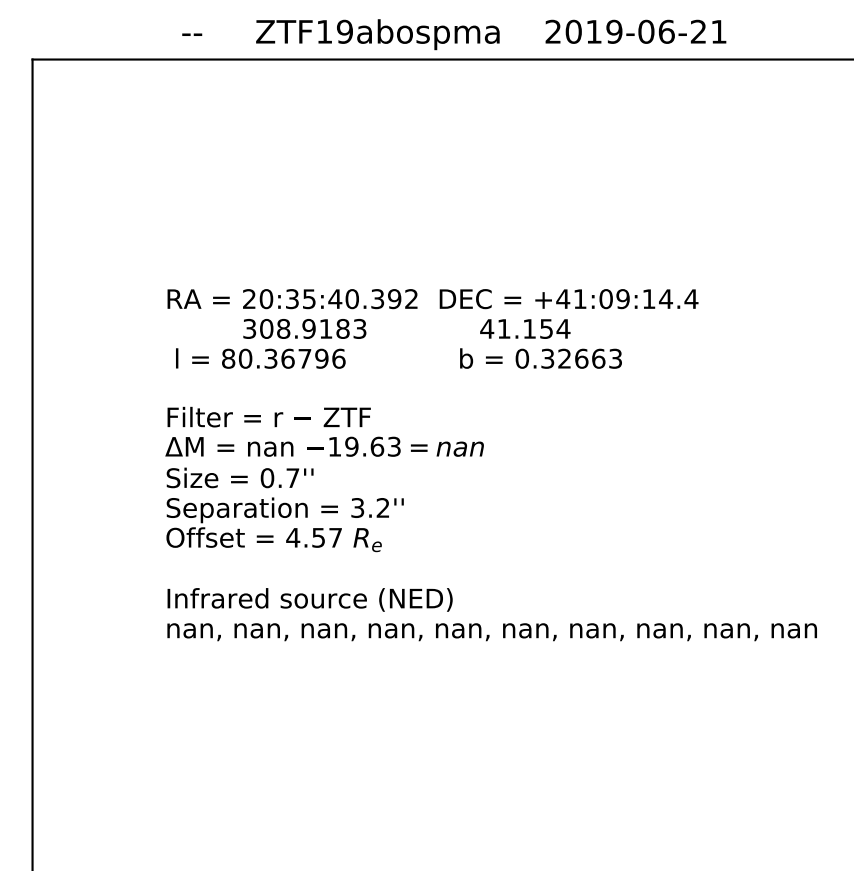 -- ZTF19abospma 2019-06-21
RA = 20:35:40.392 DEC = +41:09:14.4
308.9183 41.154
l = 80.36796 b = 0.32663
Filter = r − ZTF
ΔM = nan −19.63 = nan
Size = 0.7''
Separation = 3.2''
Offset = 4.57 Re
Infrared source (NED)
nan, nan, nan, nan, nan, nan, nan, nan, nan, nan